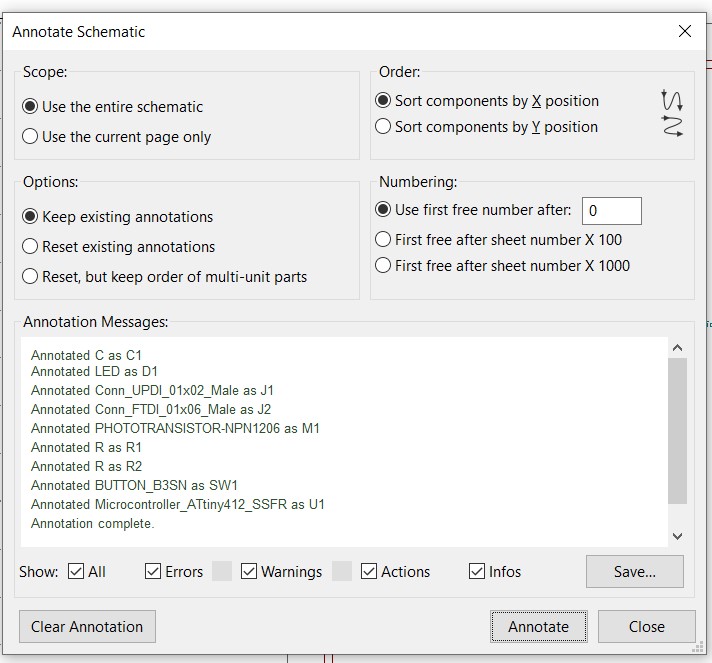 Annotate Schematic
Scope:
Use the entire schematic
Use the current page only
Order:
Sort components by X position
Sort components by Y position
Options:
Keep existing annotations
Reset existing annotations
Reset, but keep order of multi-unit parts
Numbering:
Use first free number after: 0
First free after sheet number X 100
First free after sheet number X 1000
Annotation Messages:
Annotated C as C1
Annotated LED as D1
Annotated Conn_UPDI_01x02_Male as J1
Annotated Conn_FTDI_01x06_Male as J2
Annotated PHOTOTRANSISTOR-NPN1206 as M1
Annotated R as R1
Annotated R as R2
Annotated BUTTON_B3SN as SW1
Annotated Microcontroller_ATtiny412_SSFR as U1
Annotation complete.
Show: All Errors Warnings Actions Infos Save...
Clear Annotation Annotate Close